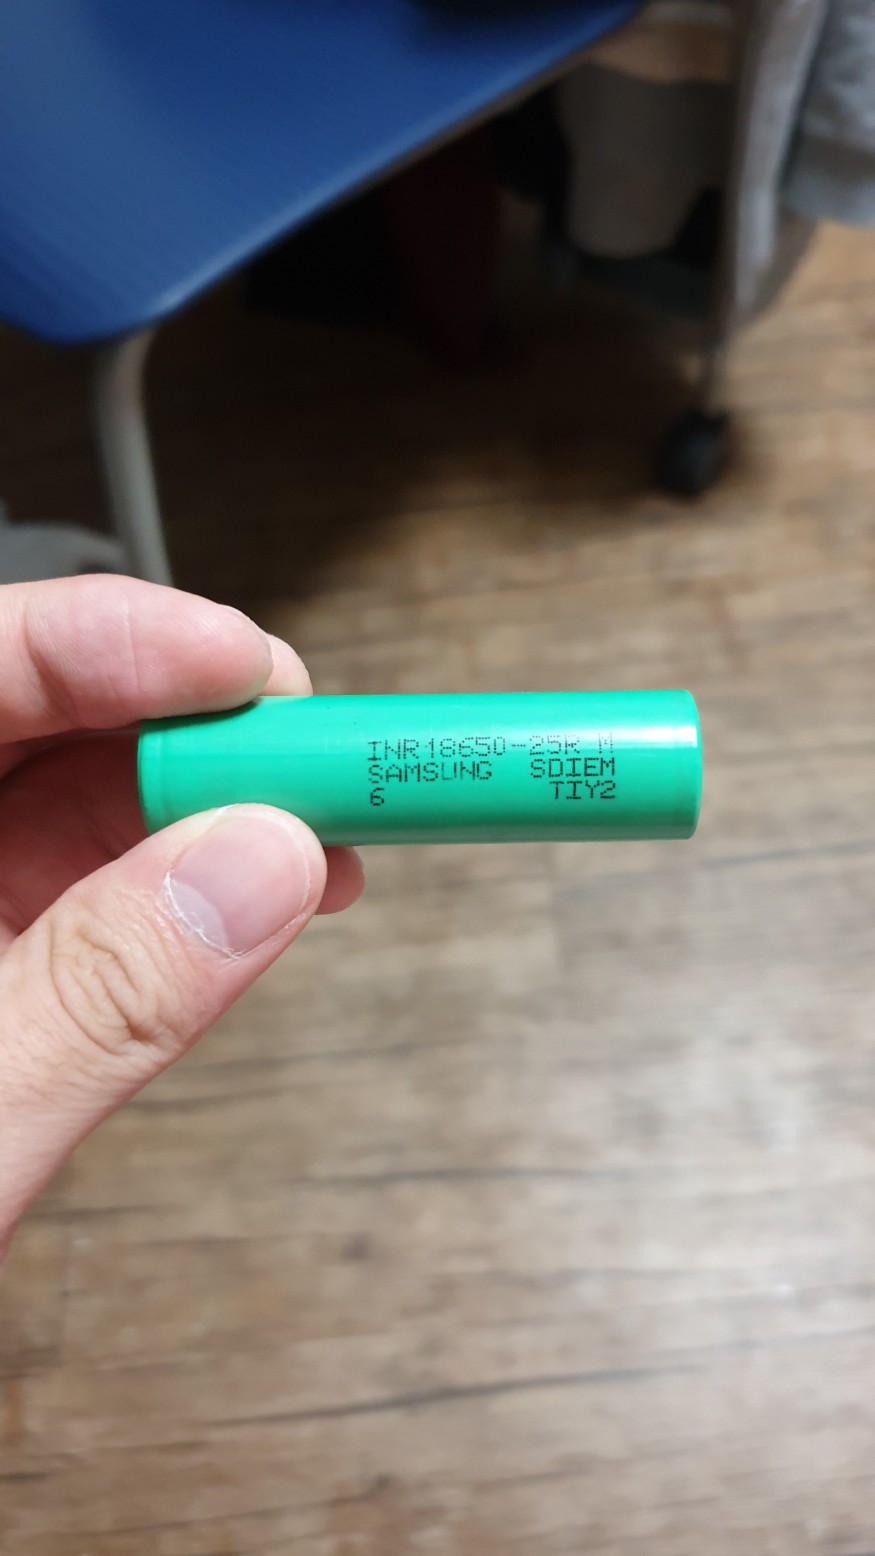 INR18650-25R M
SAMSUNG SDIEM
6 TIY2